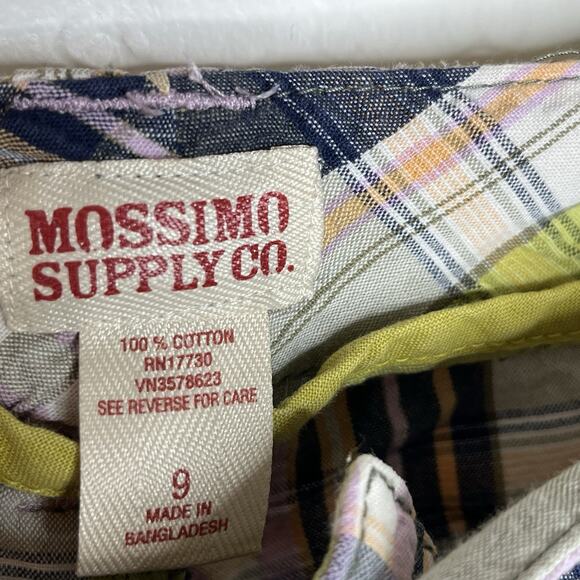 MOSSIMO
SUPPLY CO.
100 % COTTON
RN17730
VN3578623
SEE REVERSE FOR CARE
9
MADE IN
BANGLADESH